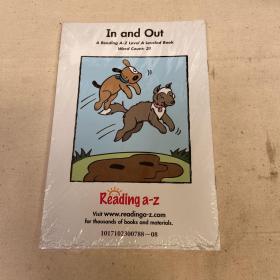 In and Out
A Reading A–Z Level A Leveled Book
Word Count: 21
Reading a-z
Visit www.readinga-z.com
for thousands of books and materials.
1017102300788-08